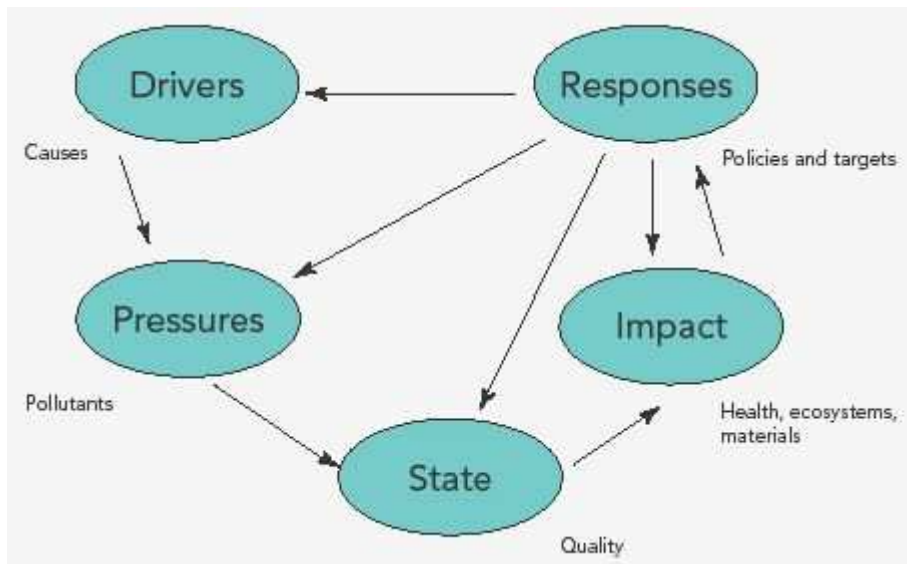 Drivers
Responses
Causes
Policies and targets
Pressures
Impact
Pollutants
Health, ecosystems,
materials
State
Quality